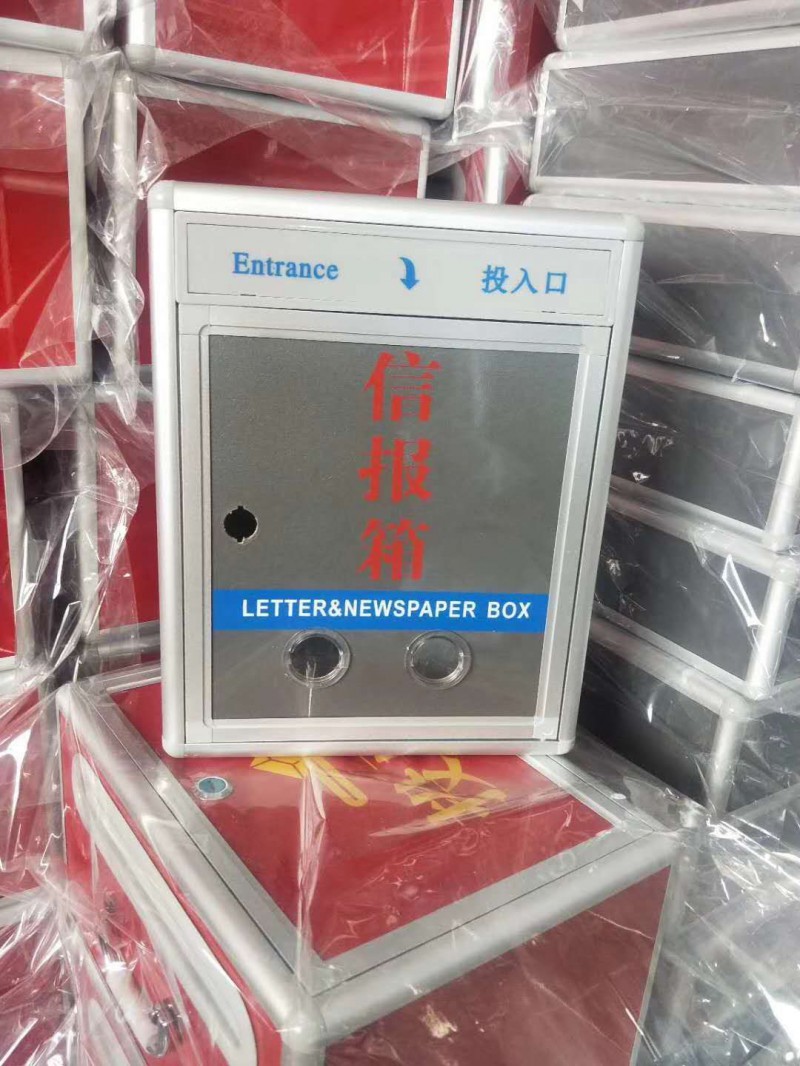 Entrance 投入口
信报箱
LETTER&NEWSPAPER BOX